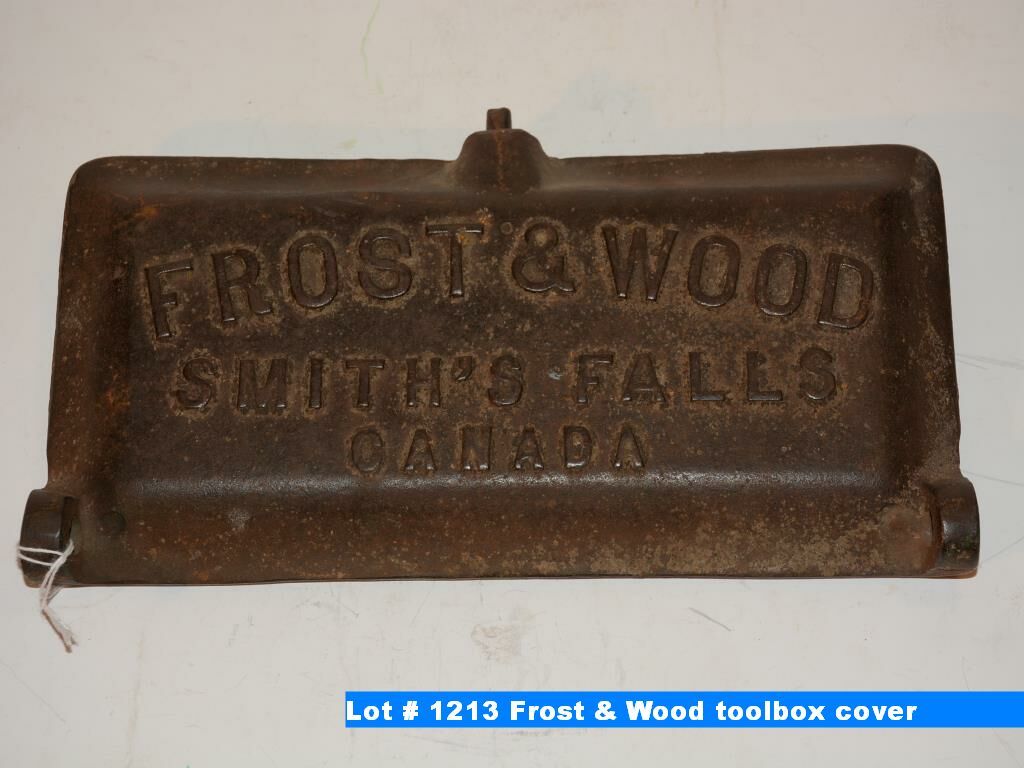 FROST & WOOD
SMITH'S FALLS
CANADA
Lot # 1213 Frost & Wood toolbox cover